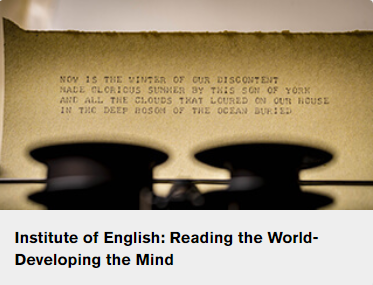 NOW IS THE WINTER OF OUR DISCONTENT
MADE GLORIOUS SUMMER BY THIS SON OF YORK
AND ALL THE CLOUDS THAT LOURED ON OUR HOUSE
IN THE DEEP BOSOM OF THE OCEAN BURIED
Institute of English: Reading the World-
Developing the Mind